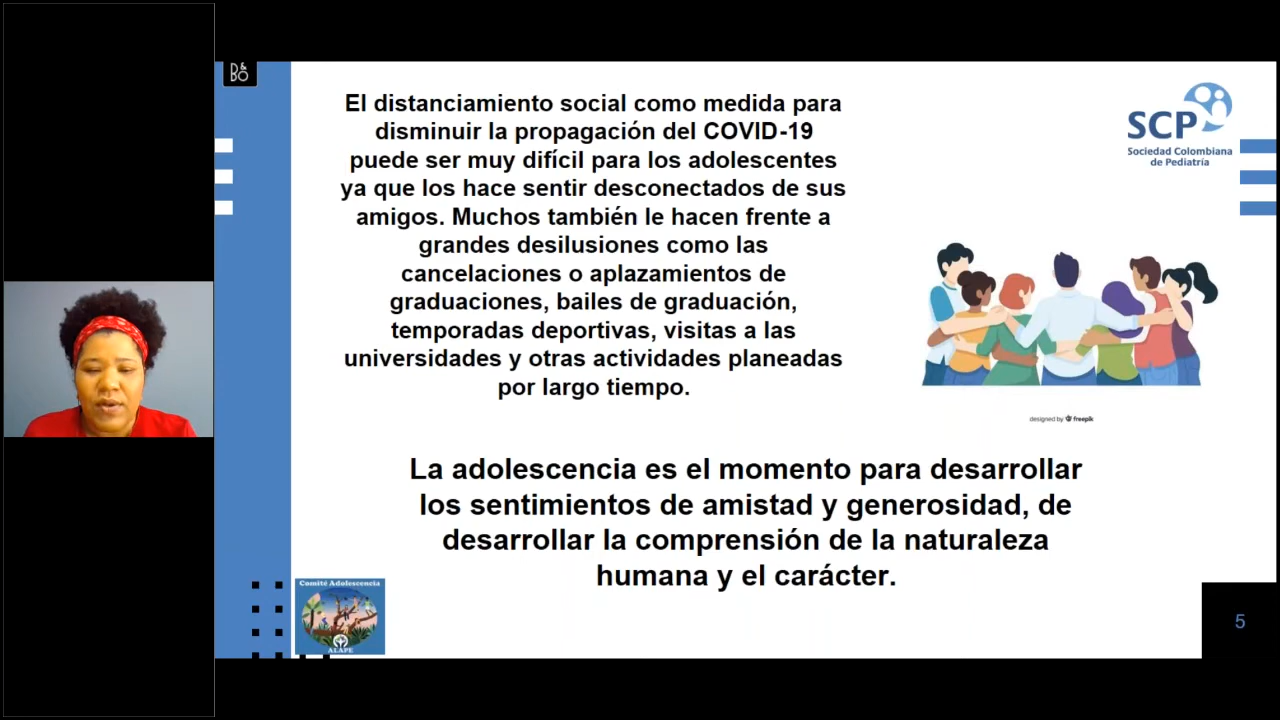 B&
BO
El distanciamiento social como medida para
disminuir la propagación del COVID-19
puede ser muy difícil para los adolescentes
ya que los hace sentir desconectados de sus
amigos. Muchos también le hacen frente a
grandes desilusiones como las
cancelaciones o aplazamientos de
graduaciones, bailes de graduación,
temporadas deportivas, visitas a las
universidades y otras actividades planeadas
por largo tiempo.
SCP
Sociedad Colombiana
de Pediatría
designed by freepik
La adolescencia es el momento para desarrollar
los sentimientos de amistad y generosidad, de
desarrollar la comprensión de la naturaleza
humana y el carácter.
Comité Adolescencia
ALAPE
5